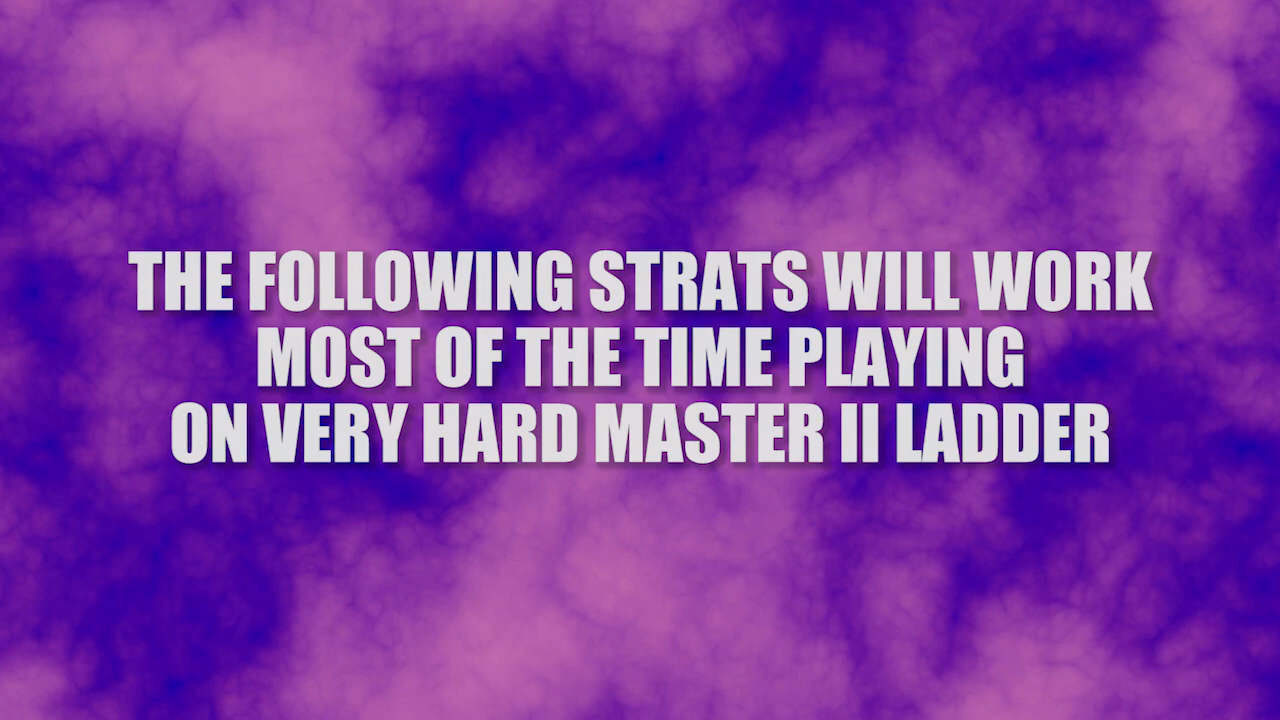 THE FOLLOWING STRATS WILL WORK
MOST OF THE TIME PLAYING
ON VERY HARD MASTER II LADDER